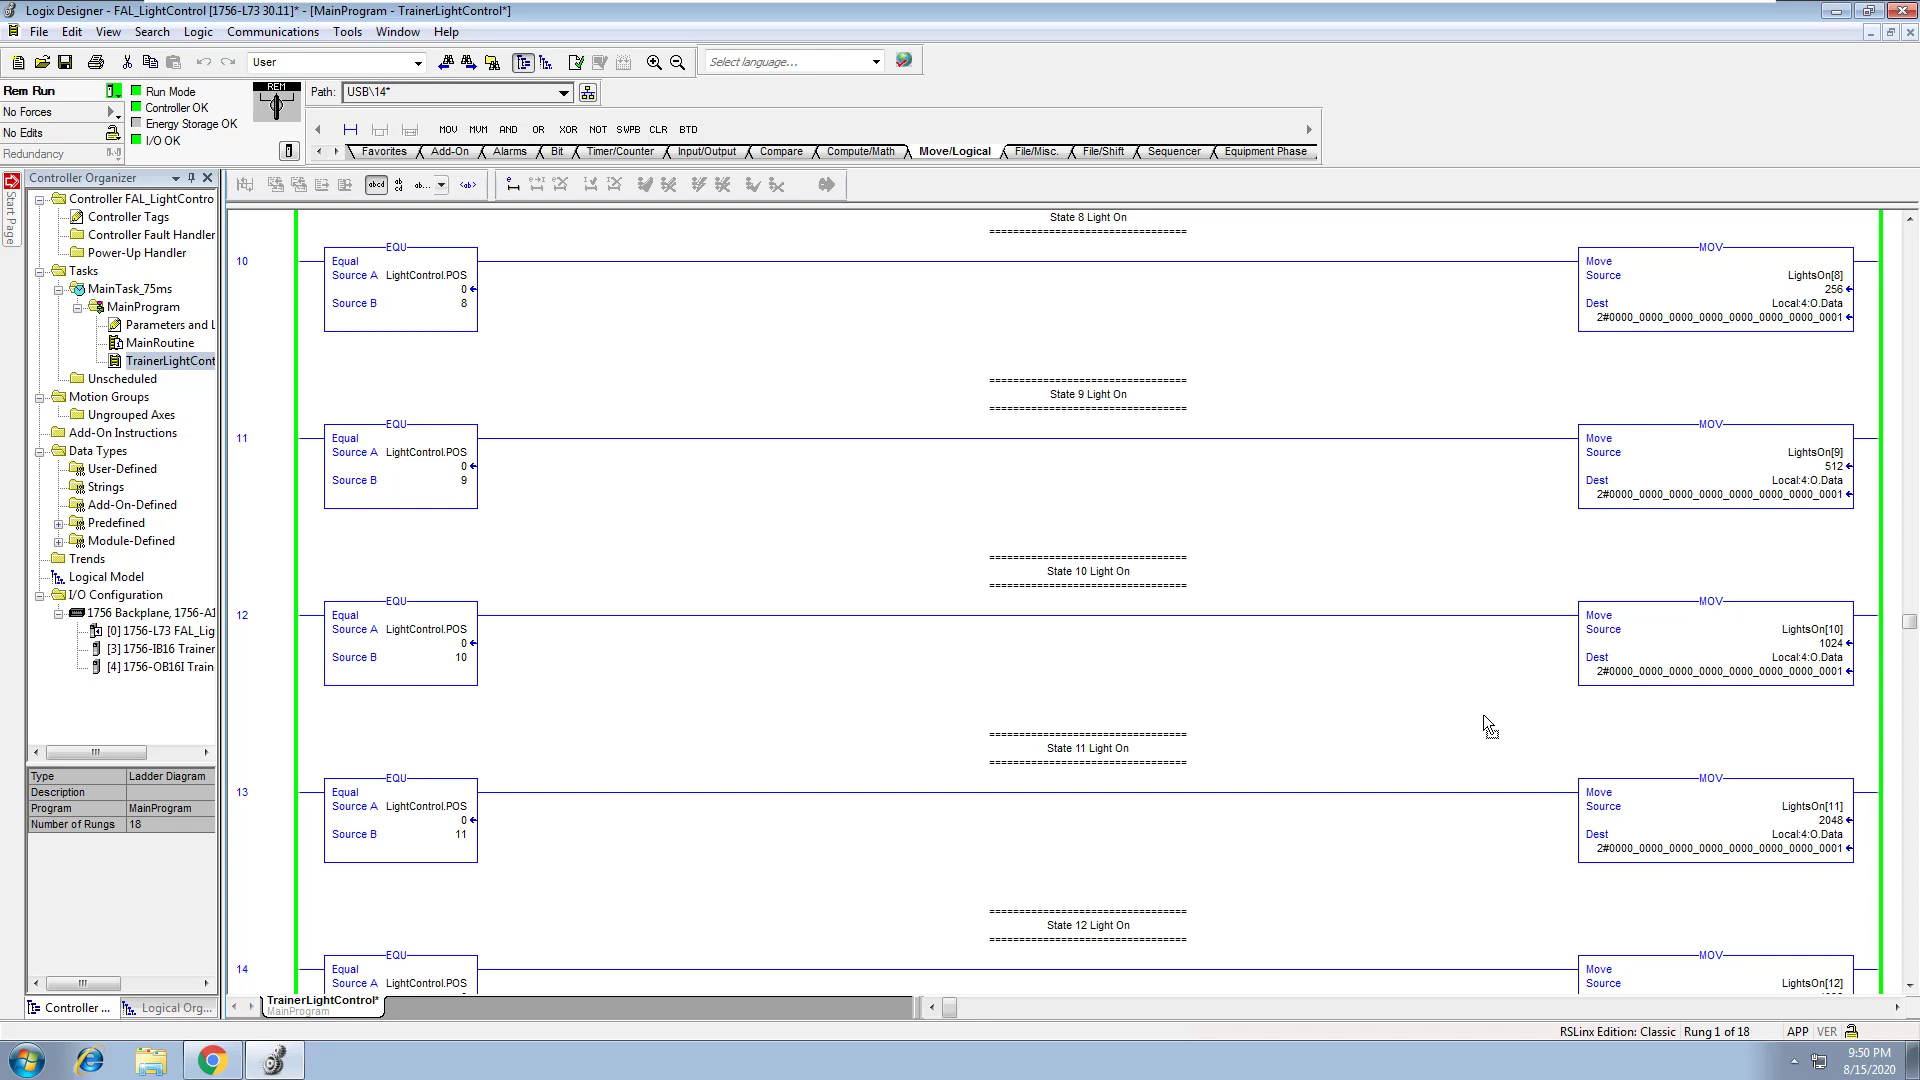 Logix Designer - FAL_LightControl [1756-L73 30.11]* - [MainProgram - TrainerLightControl*]
File Edit View Search Logic Communications Tools Window Help
User
Select language...
Rem Run
Run Mode
No Forces
Controller OK
No Edits
Energy Storage OK
Redundancy
I/O OK
REM
Path: USB\14*
MOV MVM AND OR XOR NOT SWPB CLR BTD
Favorites Add-On Alarms Bit Timer/Counter Input/Output Compare Compute/Math Move/Logical File/Misc. File/Shift Sequencer Equipment Phase
Start Page
Controller Organizer
Controller FAL_LightContro
Controller Tags
Controller Fault Handler
Power-Up Handler
Tasks
MainTask_75ms
MainProgram
Parameters and L
MainRoutine
TrainerLightCont
Unscheduled
Motion Groups
Ungrouped Axes
Add-On Instructions
Data Types
User-Defined
Strings
Add-On-Defined
Predefined
Module-Defined
Trends
Logical Model
I/O Configuration
1756 Backplane, 1756-A1
[0] 1756-L73 FAL_Lig
[3] 1756-IB16 Trainer
[4] 1756-OB16I Train
Type Ladder Diagram
Description
Program MainProgram
Number of Rungs 18
Controller ... Logical Org...
abcd ab cd ab... <ab>
State 8 Light On
=================================
10
EQU
Equal
Source A LightControl.POS
0
Source B 8
MOV
Move
Source LightsOn[8]
256
Dest Local:4:O.Data
2#0000_0000_0000_0000_0000_0000_0000_0001
=================================
State 9 Light On
=================================
11
EQU
Equal
Source A LightControl.POS
0
Source B 9
MOV
Move
Source LightsOn[9]
512
Dest Local:4:O.Data
2#0000_0000_0000_0000_0000_0000_0000_0001
=================================
State 10 Light On
=================================
12
EQU
Equal
Source A LightControl.POS
0
Source B 10
MOV
Move
Source LightsOn[10]
1024
Dest Local:4:O.Data
2#0000_0000_0000_0000_0000_0000_0000_0001
=================================
State 11 Light On
=================================
13
EQU
Equal
Source A LightControl.POS
0
Source B 11
MOV
Move
Source LightsOn[11]
2048
Dest Local:4:O.Data
2#0000_0000_0000_0000_0000_0000_0000_0001
=================================
State 12 Light On
=================================
14
EQU
Equal
Source A LightControl.POS
MOV
Move
Source LightsOn[12]
TrainerLightControl*
MainProgram
RSLinx Edition: Classic Rung 1 of 18 APP VER
9:50 PM
8/15/2020